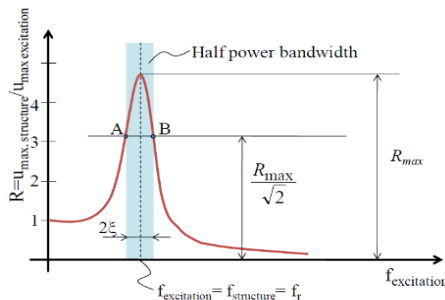 Half power bandwidth
R=u_max, structure/u_max excitation
4
3
2
1
A
B
R_max/√2
R_max
2ξ
f_excitation
f_excitation = f_structure = f_r